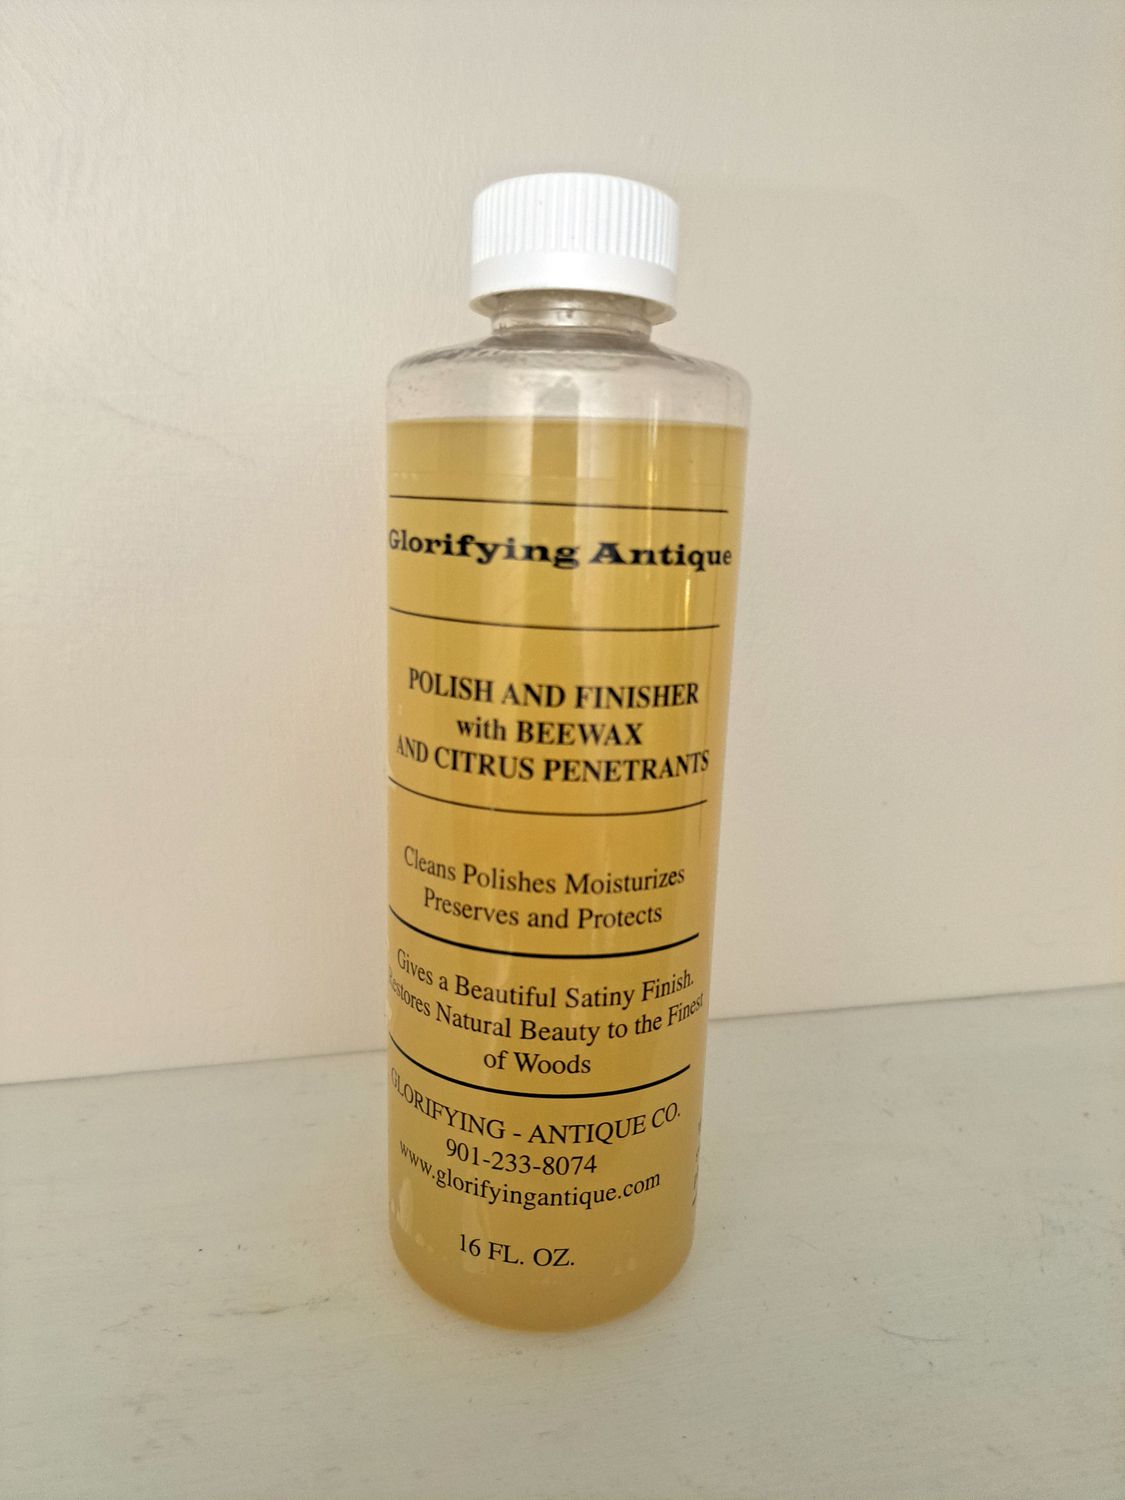 Glorifying Antique
POLISH AND FINISHER
with BEEWAX
AND CITRUS PENETRANTS
Cleans Polishes Moisturizes
Preserves and Protects
Gives a Beautiful Satiny Finish.
Restores Natural Beauty to the Finest
of Woods
GLORIFYING - ANTIQUE CO.
901-233-8074
www.glorifyingantique.com
16 FL. OZ.